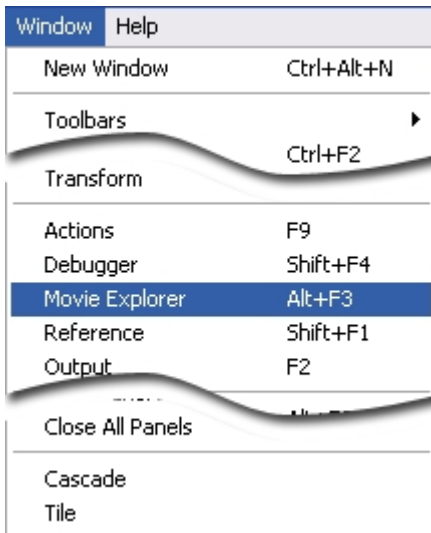 Window Help
New Window Ctrl+Alt+N
Toolbars
Ctrl+F2
Transform
Actions F9
Debugger Shift+F4
Movie Explorer Alt+F3
Reference Shift+F1
Output F2
Close All Panels
Cascade
Tile